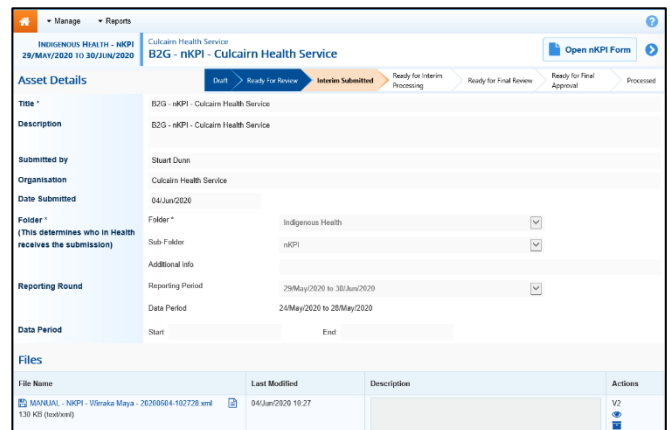 Manage Reports
INDIGENOUS HEALTH - NKPI
29/MAY/2020 TO 30/JUN/2020
Culcairn Health Service
B2G - nKPI - Culcairn Health Service
Open nKPI Form
Asset Details
Draft
Ready For Review
Interim Submitted
Ready for Interim
Processing
Ready for Final Review
Ready for Final
Approval
Processed
Title *
B2G - nKPI - Culcairn Health Service
Description
B2G - nKPI - Culcairn Health Service
Submitted by
Stuart Dunn
Organisation
Culcairn Health Service
Date Submitted
04/Jun/2020
Folder *
(This determines who in Health
receives the submission)
Folder *
Indigenous Health
Sub-Folder
nKPI
Additional info
Reporting Round
Reporting Period
29/May/2020 to 30/Jun/2020
Data Period
24/May/2020 to 28/May/2020
Data Period
Start:
End:
Files
File Name
Last Modified
Description
Actions
MANUAL - NKPI - Wirraka Maya - 20200604-102728.xml
04/Jun/2020 10:27
V2
130 KB (text/xml)